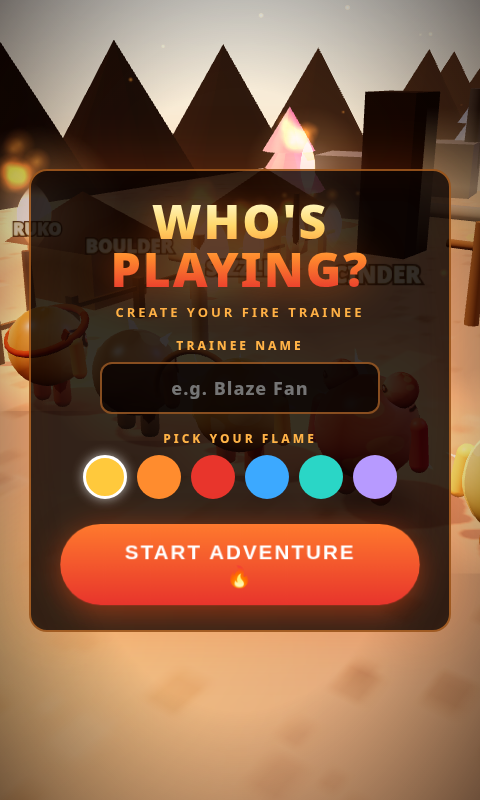 WHO'S
PLAYING?
CREATE YOUR FIRE TRAINEE
TRAINEE NAME
e.g. Blaze Fan
PICK YOUR FLAME
START ADVENTURE
🔥
RUKO
BOULDER